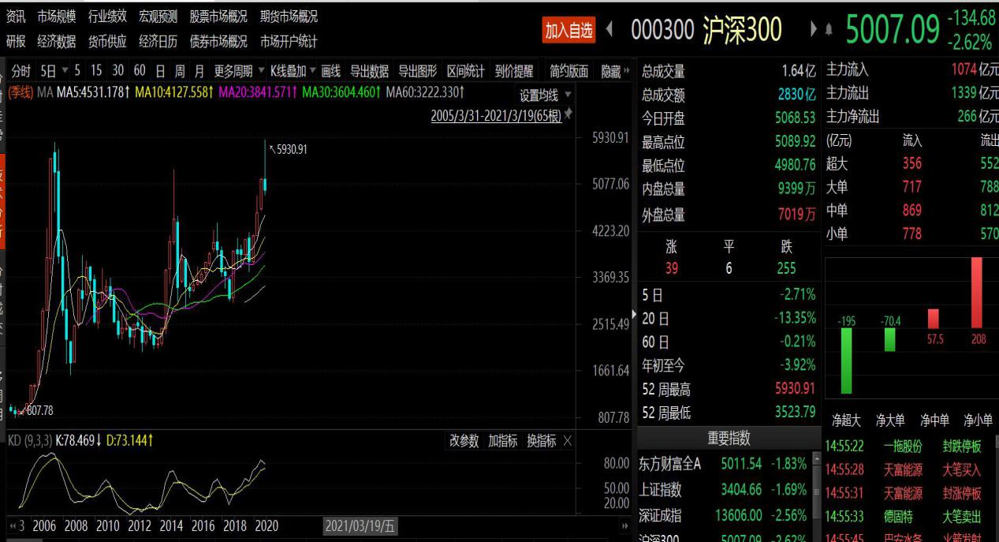 资讯 市场规模 行业绩效 宏观预测 股票市场概况 期货市场概况
研报 经济数据 货币供应 经济日历 债券市场概况 市场开户统计
加入自选 000300 沪深300 5007.09 -134.68 -2.62%
分时 5日 5 15 30 60 日 周 月 更多周期 K线叠加 画线 导出数据 导出图形 区间统计 到价提醒 简约版面 隐藏
(季线) MA MA5:4531.178↑ MA10:4127.558↑ MA20:3841.571↑ MA30:3604.460↑ MA60:3222.330↑
设置均线
2005/3/31-2021/3/19(65根)
5930.91
5930.91
5077.06
4223.20
3369.35
2515.49
1661.64
807.78
807.78
KD (9,3,3) K:78.469↓ D:73.144↑ 改参数 加指标 换指标
80.00
50.00
20.00
3 2006 2008 2010 2012 2014 2016 2018 2020 2021/03/19/五
总成交量 1.64亿
总成交额 2830亿
今日开盘 5068.53
最高点位 5089.92
最低点位 4980.76
内盘总量 9399万
外盘总量 7019万
涨 平 跌
39 6 255
5日 -2.71%
20日 -13.35%
60日 -0.21%
年初至今 -3.92%
52周最高 5930.91
52周最低 3523.79
重要指数
东方财富全A 5011.54 -1.83%
上证指数 3404.66 -1.69%
深证成指 13606.00 -2.56%
沪深300 5007.09 -2.62%
主力流入 1074亿元
主力流出 1339亿元
主力净流出 266亿元
(亿元) 流入 流出
超大 356 552
大单 717 788
中单 869 812
小单 778 570
-195 -70.4 57.5 208
净超大 净大单 净中单 净小单
14:55:22 一拖股份 封跌停板
14:55:28 天富能源 大笔买入
14:55:31 天富能源 封涨停板
14:55:33 德固特 大笔卖出
14:55:45 巴安水务 火箭发射